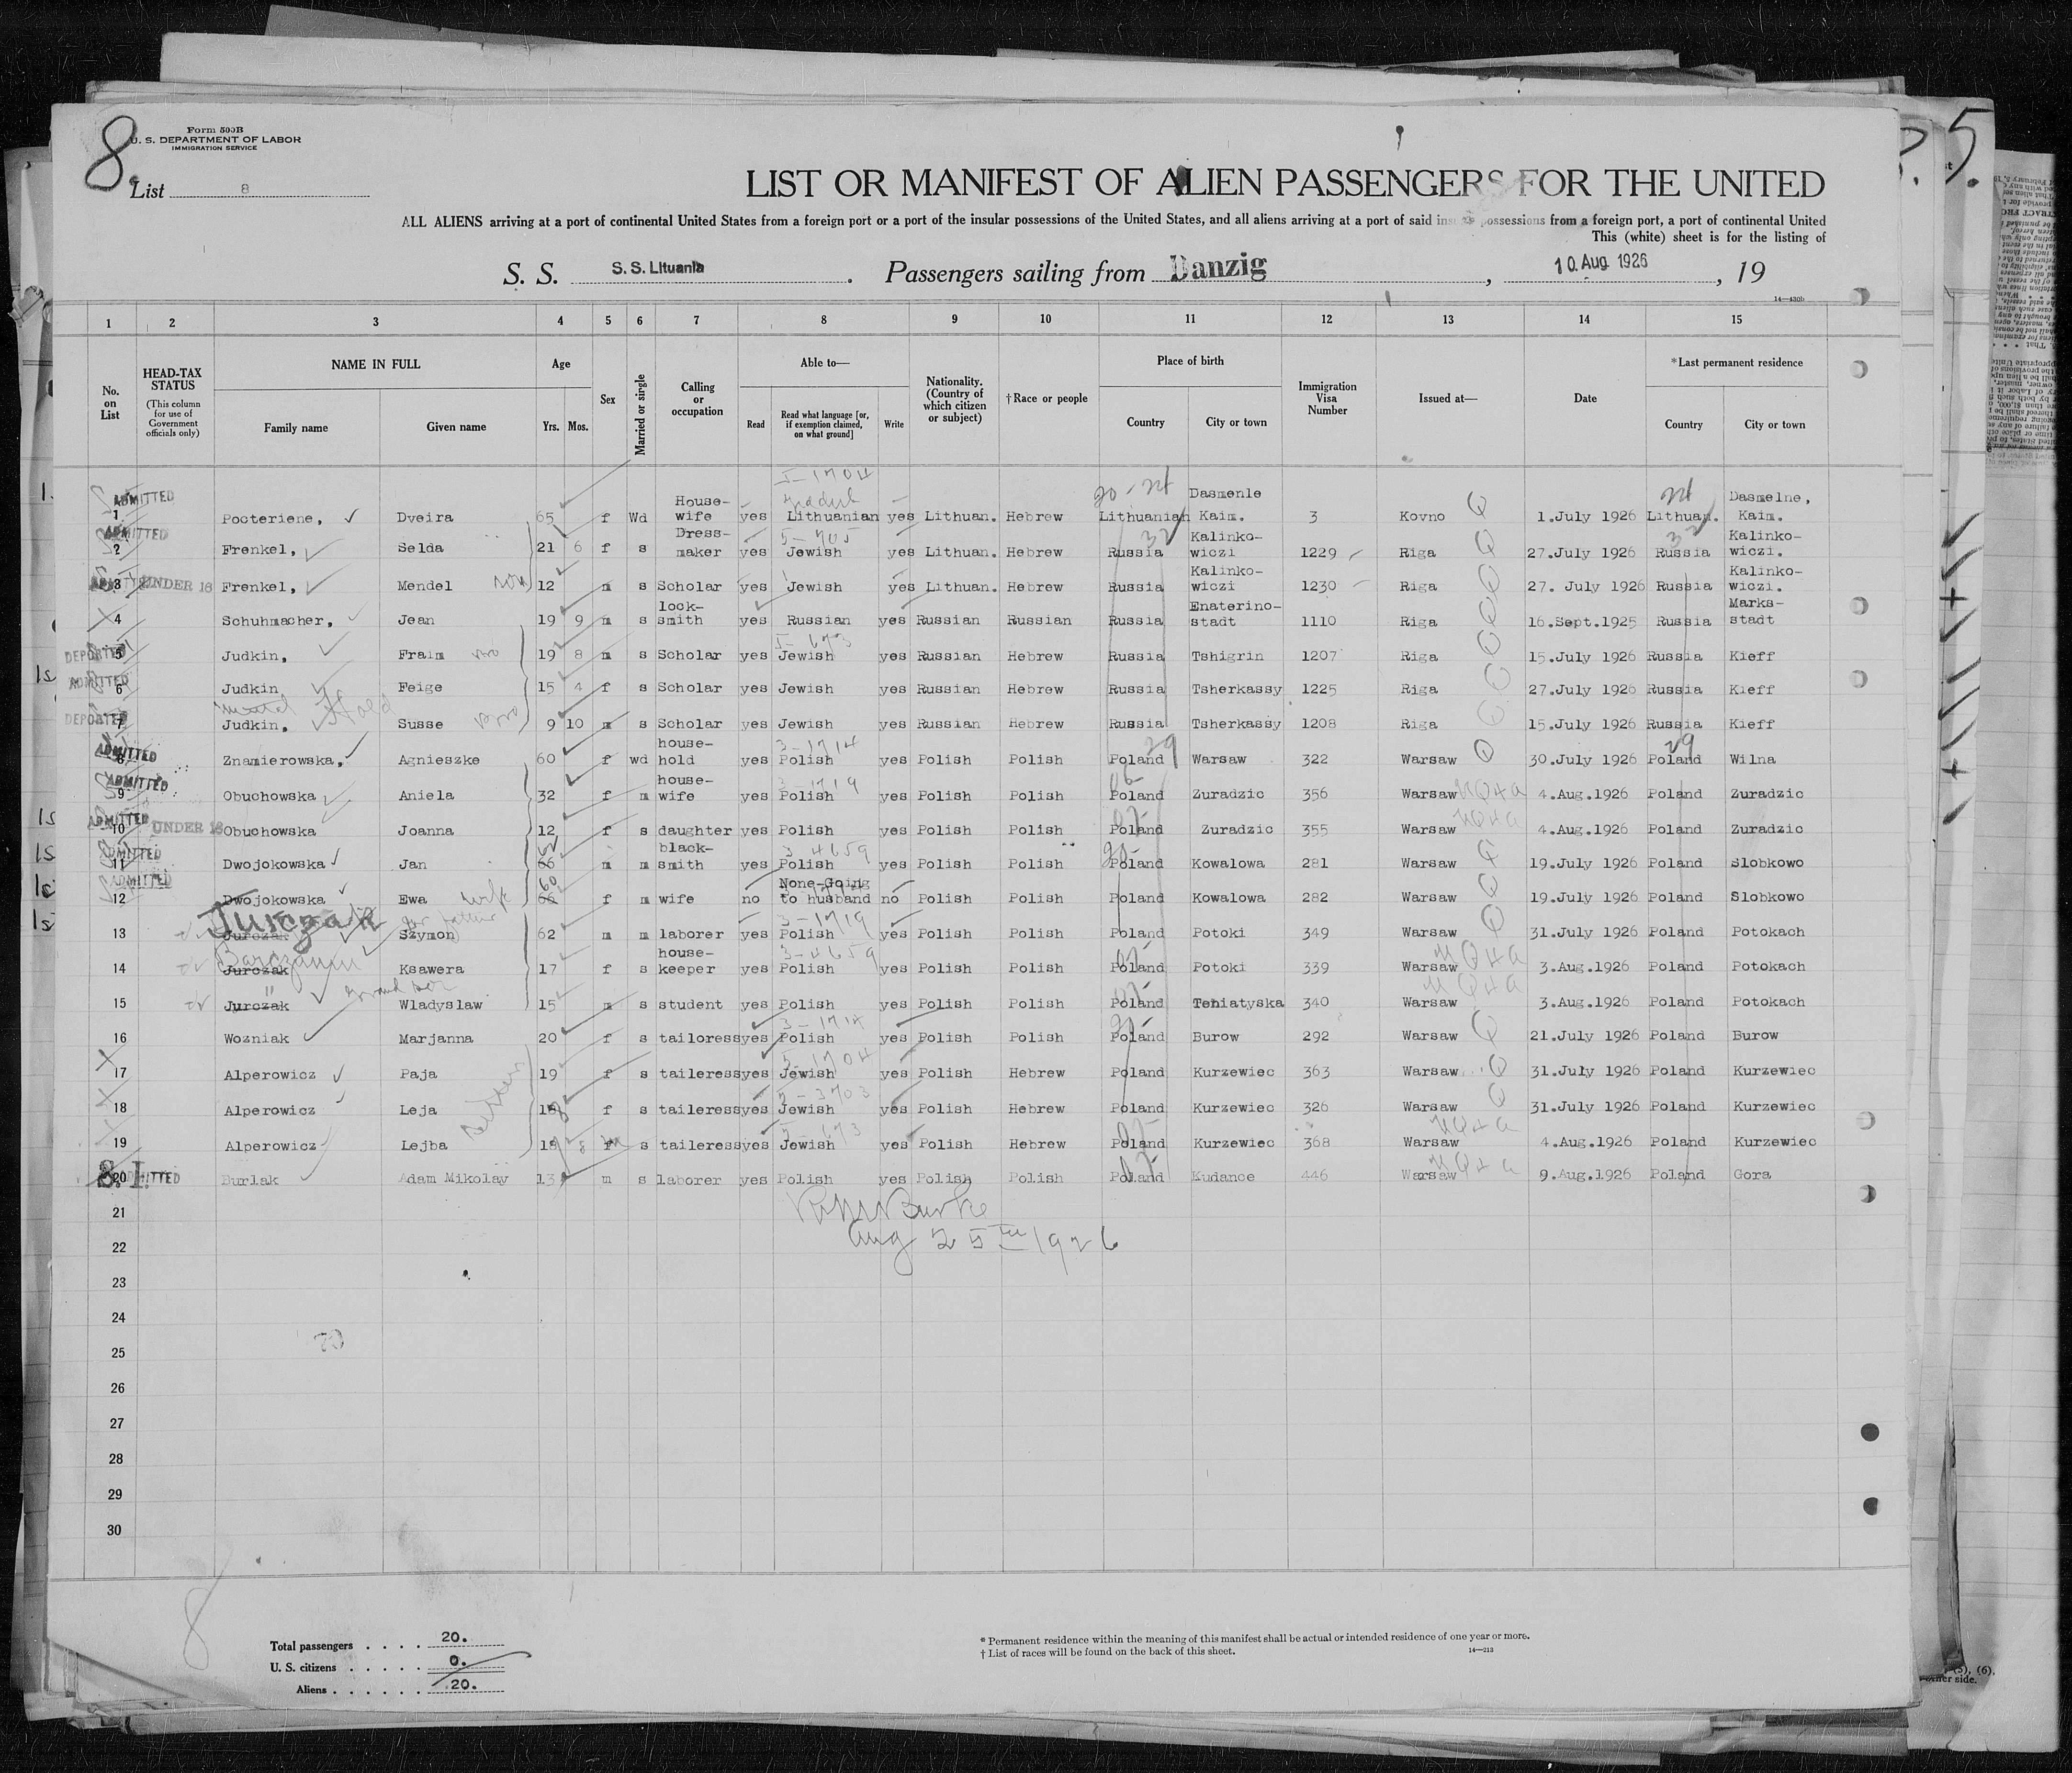 8.
Form 500B
U. S. DEPARTMENT OF LABOR
IMMIGRATION SERVICE
List 8
LIST OR MANIFEST OF ALIEN PASSENGERS FOR THE UNITED
ALL ALIENS arriving at a port of continental United States from a foreign port or a port of the insular possessions of the United States, and all aliens arriving at a port of said insular possessions from a foreign port, a port of continental United
This (white) sheet is for the listing of
S. S. S. S. Lituania . Passengers sailing from Danzig , 10 Aug 1926 , 19
14—430b
1 2 3 4 5 6 7 8 9 10 11 12 13 14 15
No. on List
HEAD-TAX STATUS (This column for use of Government officials only)
NAME IN FULL Family name Given name
Age Yrs. Mos.
Sex
Married or single
Calling or occupation
Able to— Read Read what language [or, if exemption claimed, on what ground] Write
Nationality. (Country of which citizen or subject)
†Race or people
Place of birth Country City or town
Immigration Visa Number
Issued at—
Date
*Last permanent residence Country City or town
ADMITTED 1 Pocteriene, Dveira 65 f Wd House-wife yes Lithuanian yes Lithuan. Hebrew Lithuanian Dasmenle Kaim. 3 Kovno 1.July 1926 Lithuan. Dasmelne, Kaim.
ADMITTED 2 Frenkel, Selda 21 6 f s Dress-maker yes Jewish yes Lithuan. Hebrew Russia Kalinko-wiczi 1229 Riga 27.July 1926 Russia Kalinko-wiczi.
3 UNDER 16 Frenkel, Mendel 12 m s Scholar yes Jewish yes Lithuan. Hebrew Russia Kalinko-wiczi 1230 Riga 27. July 1926 Russia Kalinko-wiczi.
4 Schuhmacher, Jean 19 9 m s lock-smith yes Russian yes Russian Russian Russia Enaterino-stadt 1110 Riga 16.Sept.1925 Russia Marks-stadt
DEPORTED 5 Judkin, Fraim bro 19 8 m s Scholar yes Jewish yes Russian Hebrew Russia Tshigrin 1207 Riga 15.July 1926 Russia Kieff
ADMITTED 6 Judkin Feige 15 4 f s Scholar yes Jewish yes Russian Hebrew Russia Tsherkassy 1225 Riga 27.July 1926 Russia Kieff
DEPORTED 7 Judkin, Susse bro 9 10 m s Scholar yes Jewish yes Russian Hebrew Russia Tsherkassy 1208 Riga 15.July 1926 Russia Kieff
ADMITTED 8 Znamierowska, Agnieszke 60 f wd house-hold yes Polish yes Polish Polish Poland Warsaw 322 Warsaw 30.July 1926 Poland Wilna
ADMITTED 9 Obuchowska Aniela 32 f m house-wife yes Polish yes Polish Polish Poland Zuradzic 356 Warsaw 4.Aug.1926 Poland Zuradzic
ADMITTED 10 UNDER 16 Obuchowska Joanna 12 f s daughter yes Polish yes Polish Polish Poland Zuradzic 355 Warsaw 4.Aug.1926 Poland Zuradzic
ADMITTED 11 Dwojokowska Jan 66 m m black-smith yes Polish yes Polish Polish Poland Kowalowa 281 Warsaw 19.July 1926 Poland Slobkowo
ADMITTED 12 Dwojokowska Ewa wife 60 f m wife no None-Going to husband no Polish Polish Poland Kowalowa 282 Warsaw 19.July 1926 Poland Slobkowo
Jurczak
13 Jurczak Szymon 62 m m laborer yes Polish yes Polish Polish Poland Potoki 349 Warsaw 31.July 1926 Poland Potokach
14 Jurczak Ksawera 17 f s house-keeper yes Polish yes Polish Polish Poland Potoki 339 Warsaw 3.Aug.1926 Poland Potokach
15 Jurczak Wladyslaw 15 m s student yes Polish yes Polish Polish Poland Teniatyska 340 Warsaw 3.Aug.1926 Poland Potokach
16 Wozniak Marjanna 20 f s tailoress yes Polish yes Polish Polish Poland Burow 292 Warsaw 21.July 1926 Poland Burow
17 Alperowicz Paja 19 f s taileress yes Jewish yes Polish Hebrew Poland Kurzewiec 363 Warsaw 31.July 1926 Poland Kurzewiec
18 Alperowicz Leja f s taileress yes Jewish yes Polish Hebrew Poland Kurzewiec 326 Warsaw 31.July 1926 Poland Kurzewiec
19 Alperowicz Lejba 18 s taileress yes Jewish yes Polish Hebrew Poland Kurzewiec 368 Warsaw 4.Aug.1926 Poland Kurzewiec
20 ADMITTED Burlak Adam Mikolay 13 m s laborer yes Polish yes Polish Polish Poland Kudance 446 Warsaw 9.Aug.1926 Poland Gora
21
Aug 25th 1926
22
23
24
25
26
27
28
29
30
8
Total passengers . . . . 20.
U. S. citizens . . . . . 0.
Aliens . . . . . . 20.
* Permanent residence within the meaning of this manifest shall be actual or intended residence of one year or more.
† List of races will be found on the back of this sheet.
14—213